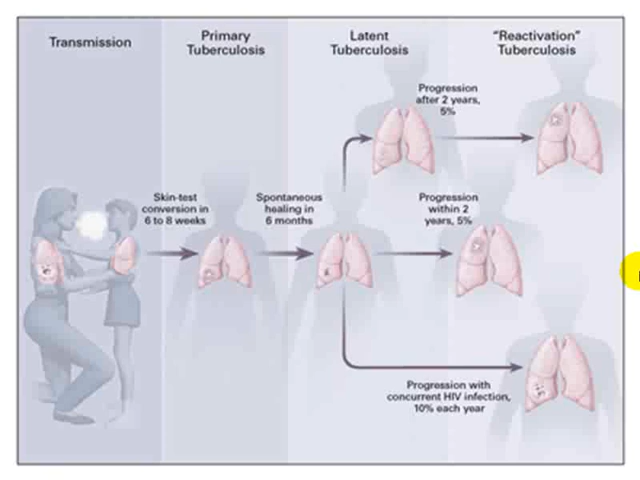 Transmission
Primary
Tuberculosis
Latent
Tuberculosis
“Reactivation”
Tuberculosis
Progression
after 2 years,
5%
Skin-test
conversion in
6 to 8 weeks
Spontaneous
healing in
6 months
Progression
within 2
years, 5%
Progression with
concurrent HIV infection,
10% each year